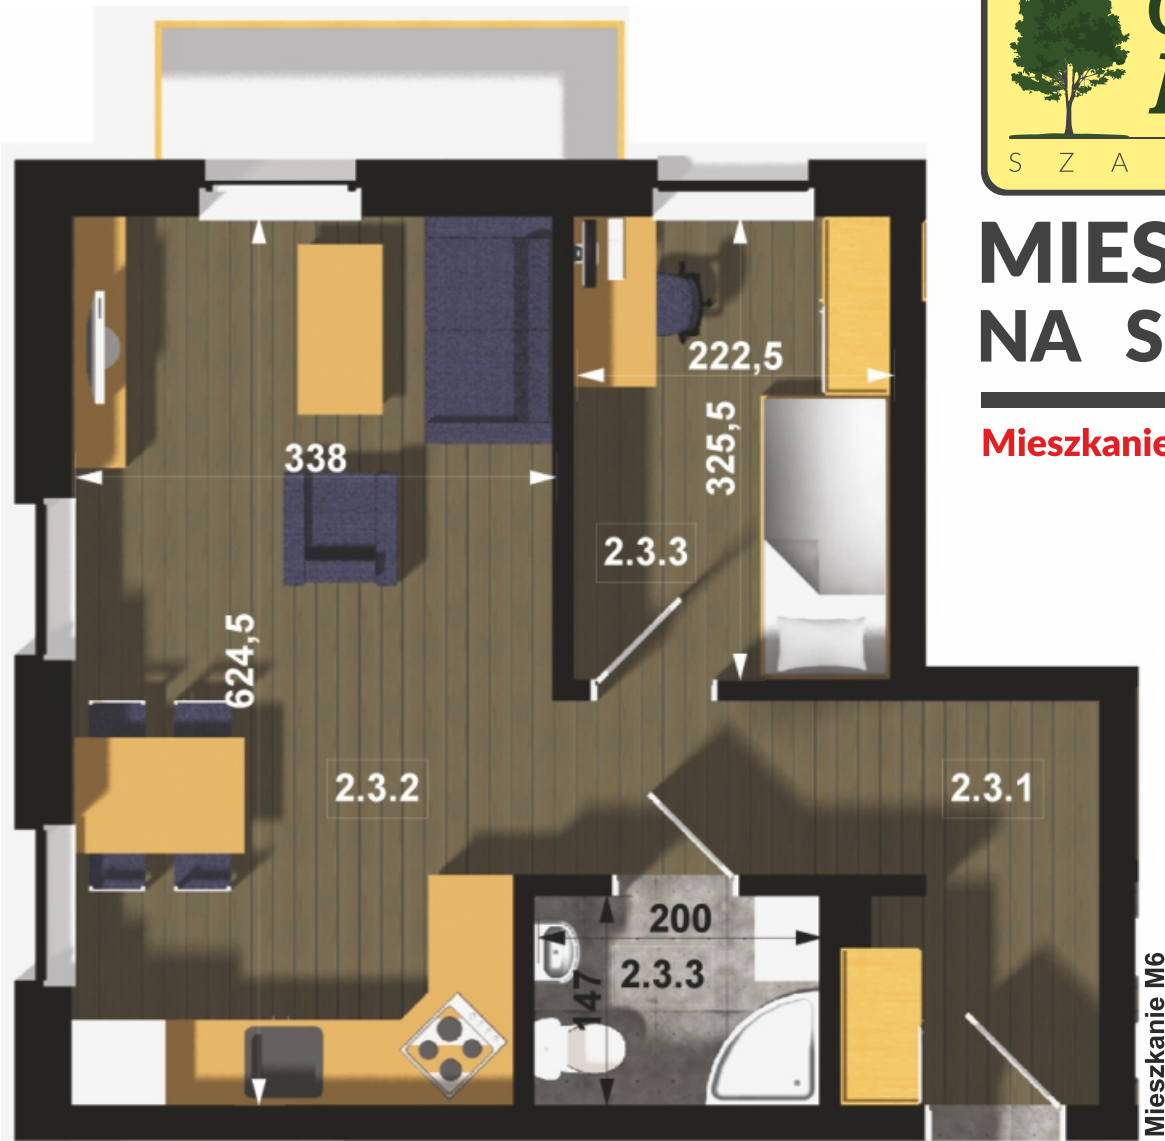 S Z A
MIES
NA S
Mieszkanie
222,5
325,5
338
2.3.3
624,5
2.3.2
2.3.1
200
2.3.3
147
Mieszkanie M6